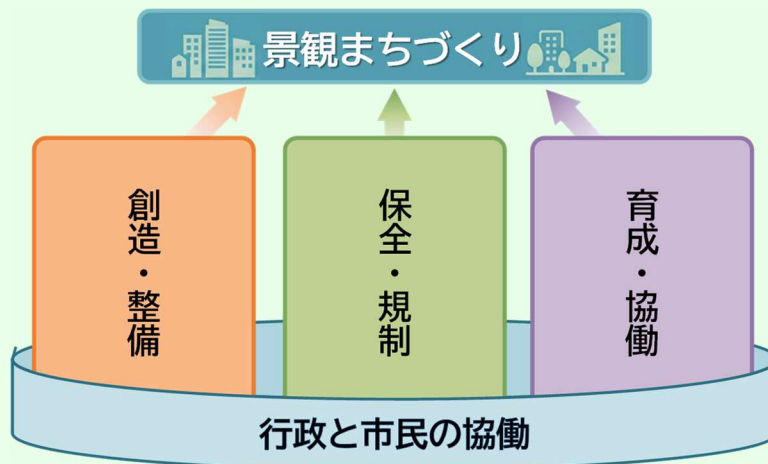 景観まちづくり
創造・整備
保全・規制
育成・協働
行政と市民の協働